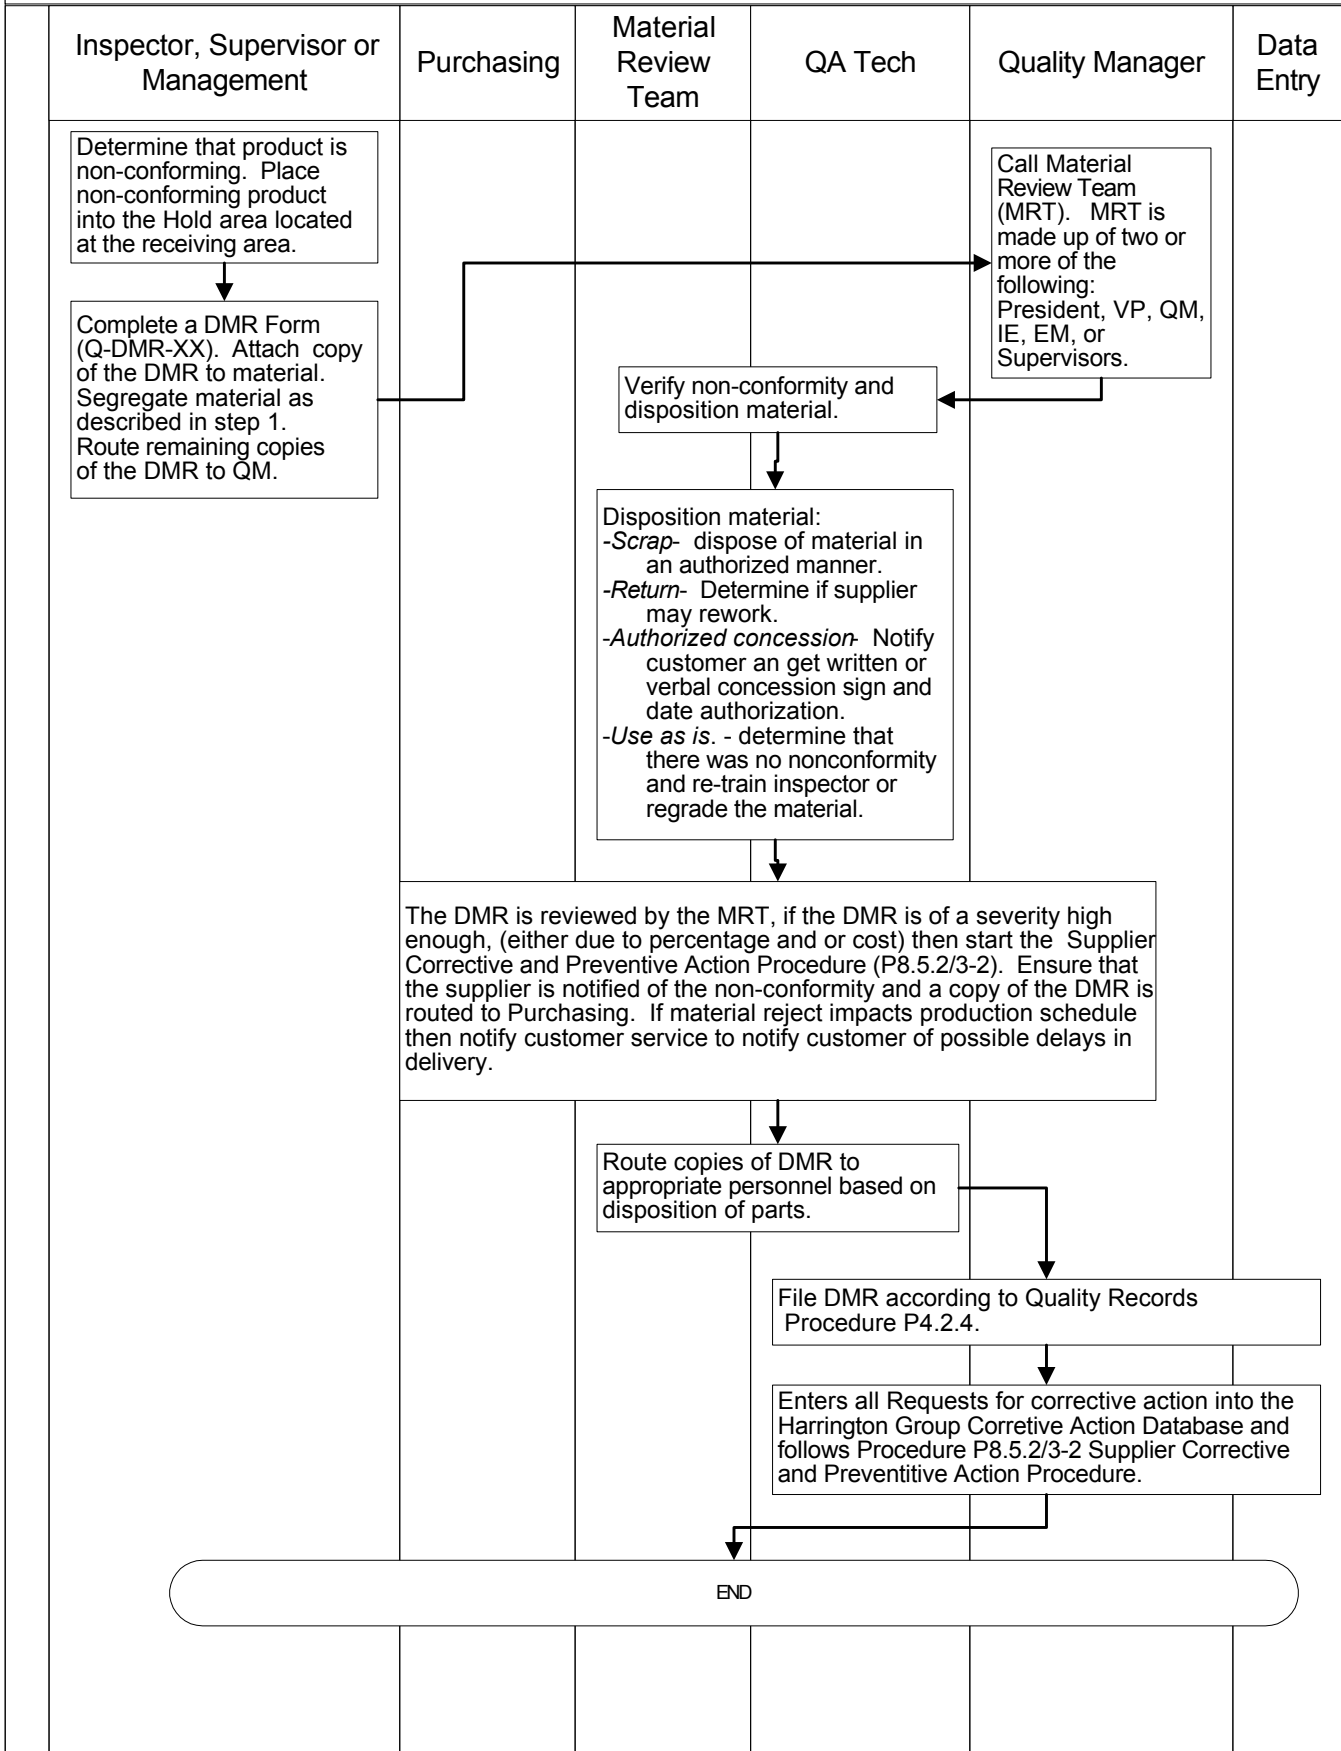 Inspector, Supervisor or
Management
Purchasing
Material
Review
Team
QA Tech
Quality Manager
Data
Entry
Determine that product is
non-conforming. Place
non-conforming product
into the Hold area located
at the receiving area.
Complete a DMR Form
(Q-DMR-XX). Attach copy
of the DMR to material.
Segregate material as
described in step 1.
Route remaining copies
of the DMR to QM.
Call Material
Review Team
(MRT). MRT is
made up of two or
more of the
following:
President, VP, QM,
IE, EM, or
Supervisors.
Verify non-conformity and
disposition material.
Disposition material:
-Scrap- dispose of material in
an authorized manner.
-Return- Determine if supplier
may rework.
-Authorized concession- Notify
customer an get written or
verbal concession sign and
date authorization.
-Use as is. - determine that
there was no nonconformity
and re-train inspector or
regrade the material.
The DMR is reviewed by the MRT, if the DMR is of a severity high
enough, (either due to percentage and or cost) then start the Supplier
Corrective and Preventive Action Procedure (P8.5.2/3-2). Ensure that
the supplier is notified of the non-conformity and a copy of the DMR is
routed to Purchasing. If material reject impacts production schedule
then notify customer service to notify customer of possible delays in
delivery.
Route copies of DMR to
appropriate personnel based on
disposition of parts.
File DMR according to Quality Records
Procedure P4.2.4.
Enters all Requests for corrective action into the
Harrington Group Corretive Action Database and
follows Procedure P8.5.2/3-2 Supplier Corrective
and Preventitive Action Procedure.
END